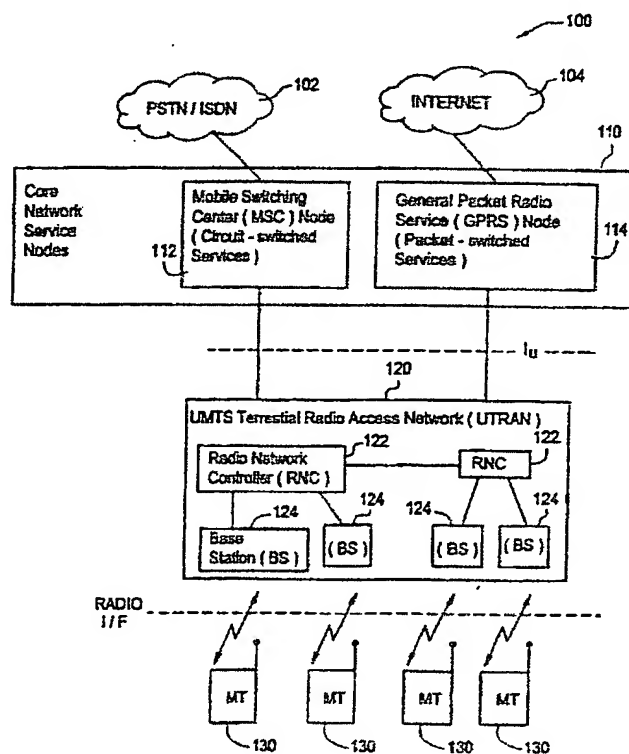 100
102
104
PSTN / ISDN
INTERNET
110
Core
Network
Service
Nodes
Mobile Switching
Center ( MSC ) Node
( Circuit - switched
Services )
112
General Packet Radio
Service ( GPRS ) Node
( Packet - switched
Services )
114
Iu
120
UMTS Terrestial Radio Access Network ( UTRAN )
122
Radio Network
Controller ( RNC )
122
RNC
124
Base
Station ( BS )
124
( BS )
124
( BS )
124
( BS )
RADIO
I / F
MT
MT
MT
MT
130
130
130
130